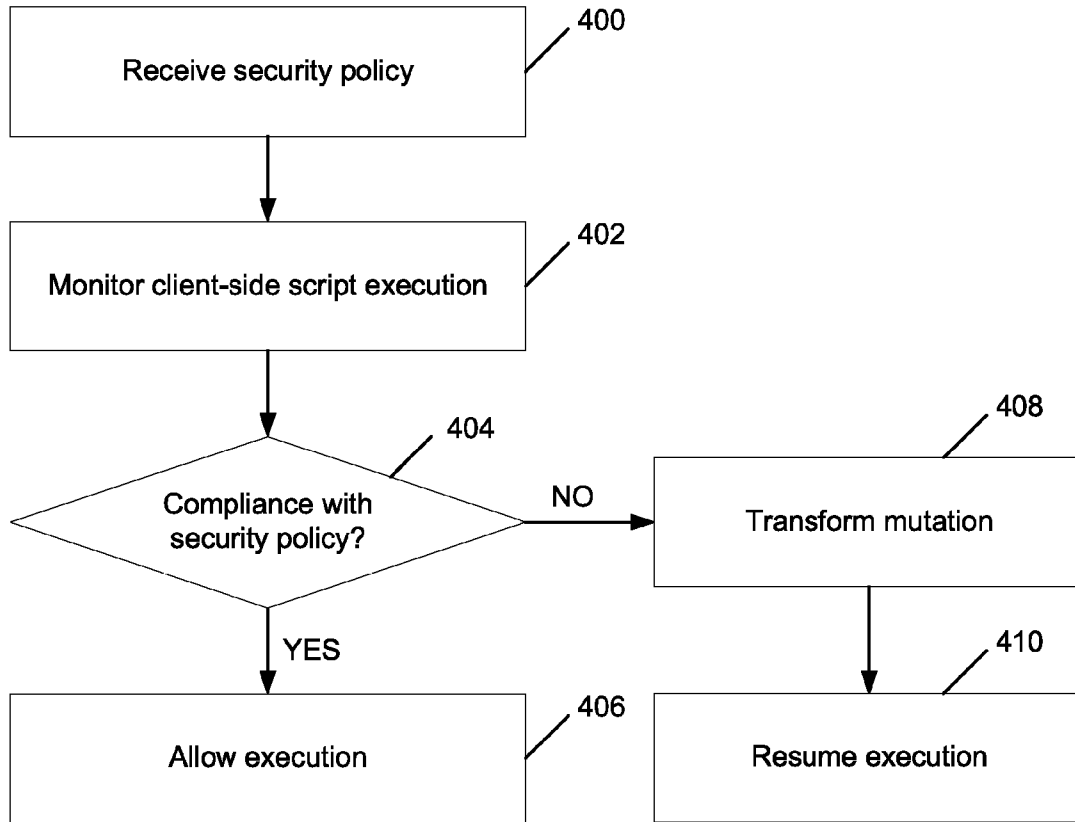 400
Receive security policy
402
Monitor client-side script execution
404
Compliance with
security policy?
NO
408
Transform mutation
YES
406
Allow execution
410
Resume execution